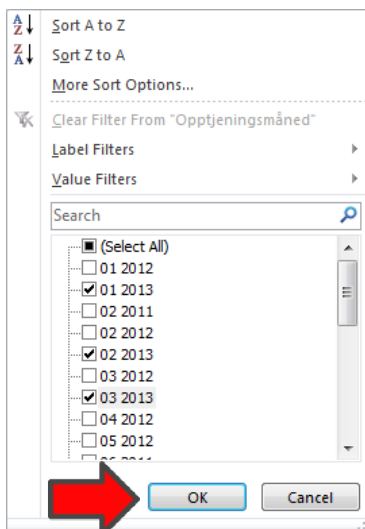 Sort A to Z
Sort Z to A
More Sort Options...
Clear Filter From "Opptjeningsmåned"
Label Filters
Value Filters
Search
(Select All)
01 2012
01 2013
02 2011
02 2012
02 2013
03 2012
03 2013
04 2012
05 2012
OK Cancel